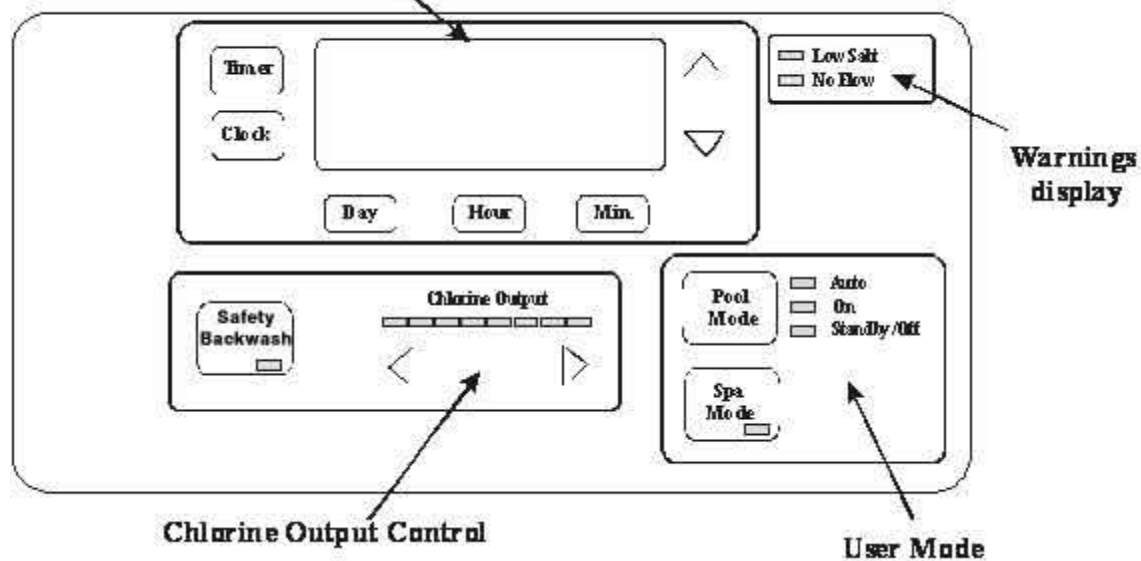 Timer
Clock
Day
Hour
Min.
Low Salt
No Flow
Warnings
display
Safety
Backwash
Chlorine Output
Pool
Mode
Auto
On
Standby/Off
Spa
Mode
Chlorine Output Control
User Mode